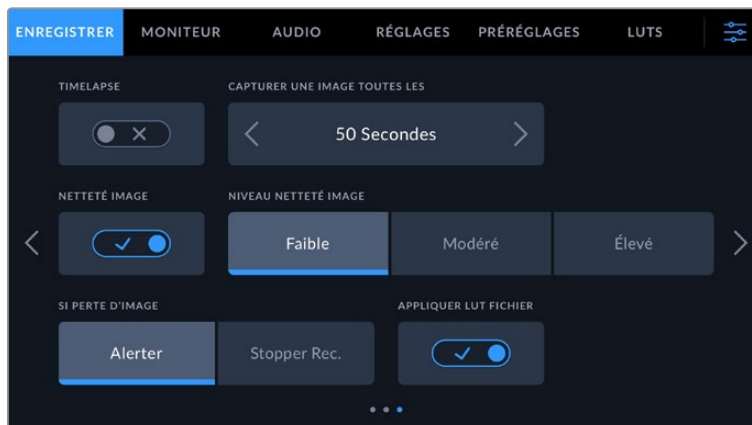 ENREGISTRER MONITEUR AUDIO RÉGLAGES PRÉRÉGLAGES LUTS
TIMELAPSE CAPTURER UNE IMAGE TOUTES LES
50 Secondes
NETTETÉ IMAGE NIVEAU NETTETÉ IMAGE
Faible Modéré Élevé
SI PERTE D'IMAGE APPLIQUER LUT FICHIER
Alerter Stopper Rec.